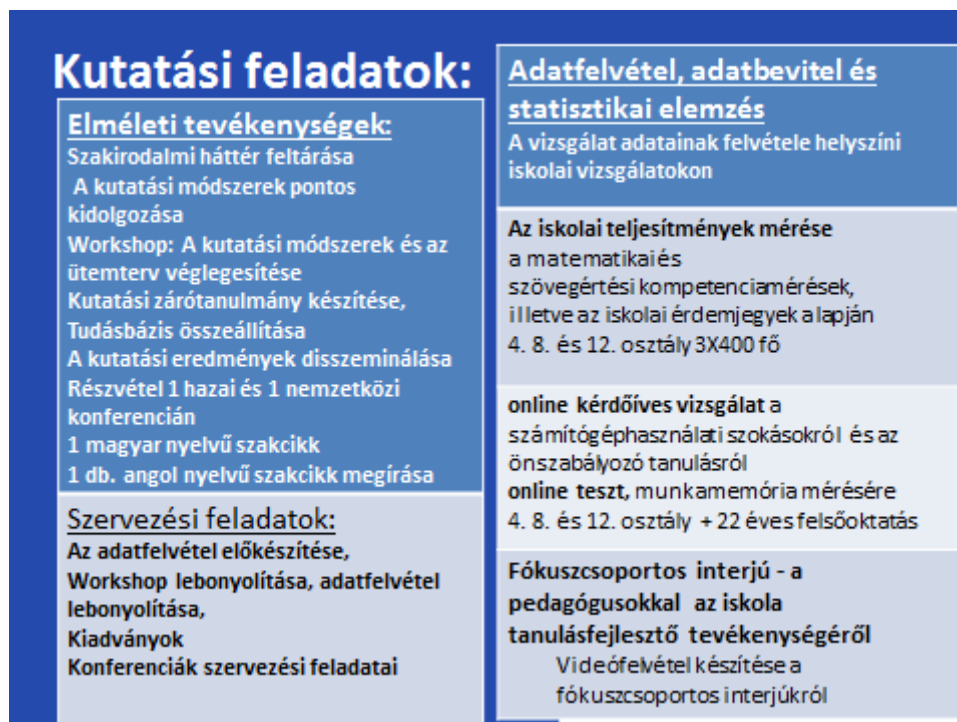 Kutatási feladatok:
Elméleti tevékenységek:
Szakirodalmi háttér feltárása
A kutatási módszerek pontos
kidolgozása
Workshop: A kutatási módszerek és az
ütemterv véglegesítése
Kutatási zárótanulmány készítése,
Tudásbázis összeállítása
A kutatási eredmények disszeminálása
Részvétel 1 hazai és 1 nemzetközi
konferencián
1 magyar nyelvű szakcikk
1 db. angol nyelvű szakcikk megírása
Szervezési feladatok:
Az adatfelvétel előkészítése,
Workshop lebonyolítása, adatfelvétel
lebonyolítása,
Kiadványok
Konferenciák szervezési feladatai
Adatfelvétel, adatbevitel és
statisztikai elemzés
A vizsgálat adatainak felvétele helyszíni
iskolai vizsgálatokon
Az iskolai teljesítmények mérése
a matematikai és
szövegértési kompetenciamérések,
illetve az iskolai érdemjegyek alapján
4. 8. és 12. osztály 3X400 fő
online kérdőíves vizsgálat a
számítógéphasználati szokásokról és az
önszabályozó tanulásról
online teszt, munkamemória mérésére
4. 8. és 12. osztály + 22 éves felsőoktatás
Fókuszcsoportos interjú - a
pedagógusokkal az iskola
tanulásfejlesztő tevékenységéről
Videófelvétel készítése a
fókuszcsoportos interjúkról